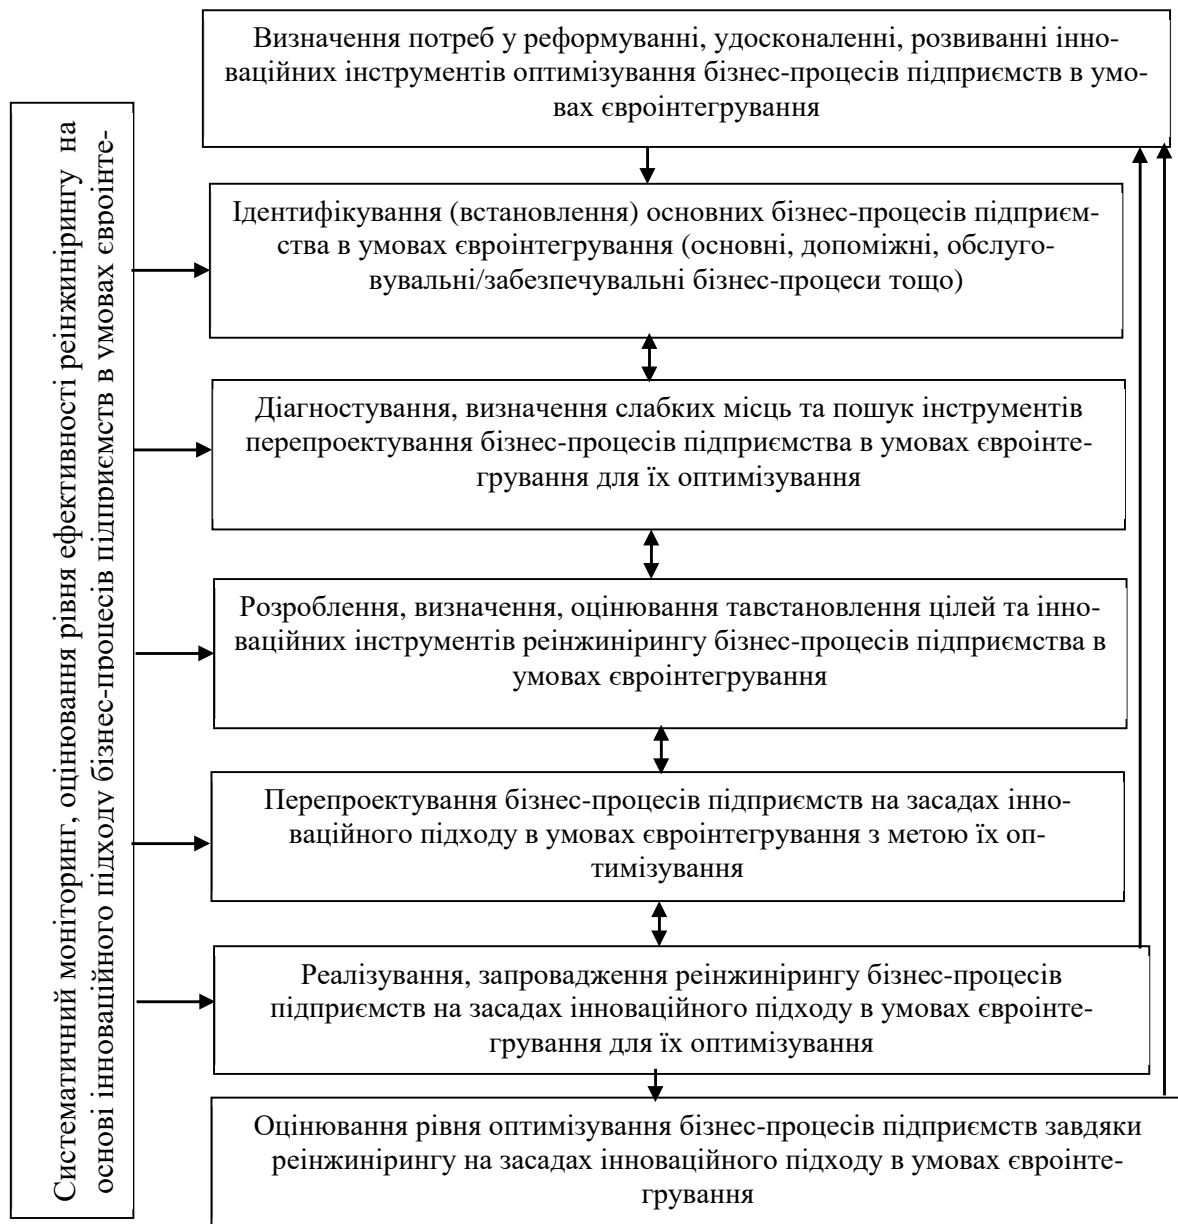 Визначення потреб у реформуванні, удосконаленні, розвиванні інно-
ваційних інструментів оптимізування бізнес-процесів підприємств в умо-
вах євроінтегрування
Систематичний моніторинг, оцінювання рівня ефективності реінжинірингу на
основі інноваційного підходу бізнес-процесів підприємств в умовах євроінте-
Ідентифікування (встановлення) основних бізнес-процесів підприєм-
ства в умовах євроінтегрування (основні, допоміжні, обслуго-
вувальні/забезпечувальні бізнес-процеси тощо)
Діагностування, визначення слабких місць та пошук інструментів
перепроектування бізнес-процесів підприємства в умовах євроінте-
грування для їх оптимізування
Розроблення, визначення, оцінювання тавстановлення цілей та інно-
ваційних інструментів реінжинірингу бізнес-процесів підприємства в
умовах євроінтегрування
Перепроектування бізнес-процесів підприємств на засадах інно-
ваційного підходу в умовах євроінтегрування з метою їх оп-
тимізування
Реалізування, запровадження реінжинірингу бізнес-процесів
підприємств на засадах інноваційного підходу в умовах євроінте-
грування для їх оптимізування
Оцінювання рівня оптимізування бізнес-процесів підприємств завдяки
реінжинірингу на засадах інноваційного підходу в умовах євроінте-
грування